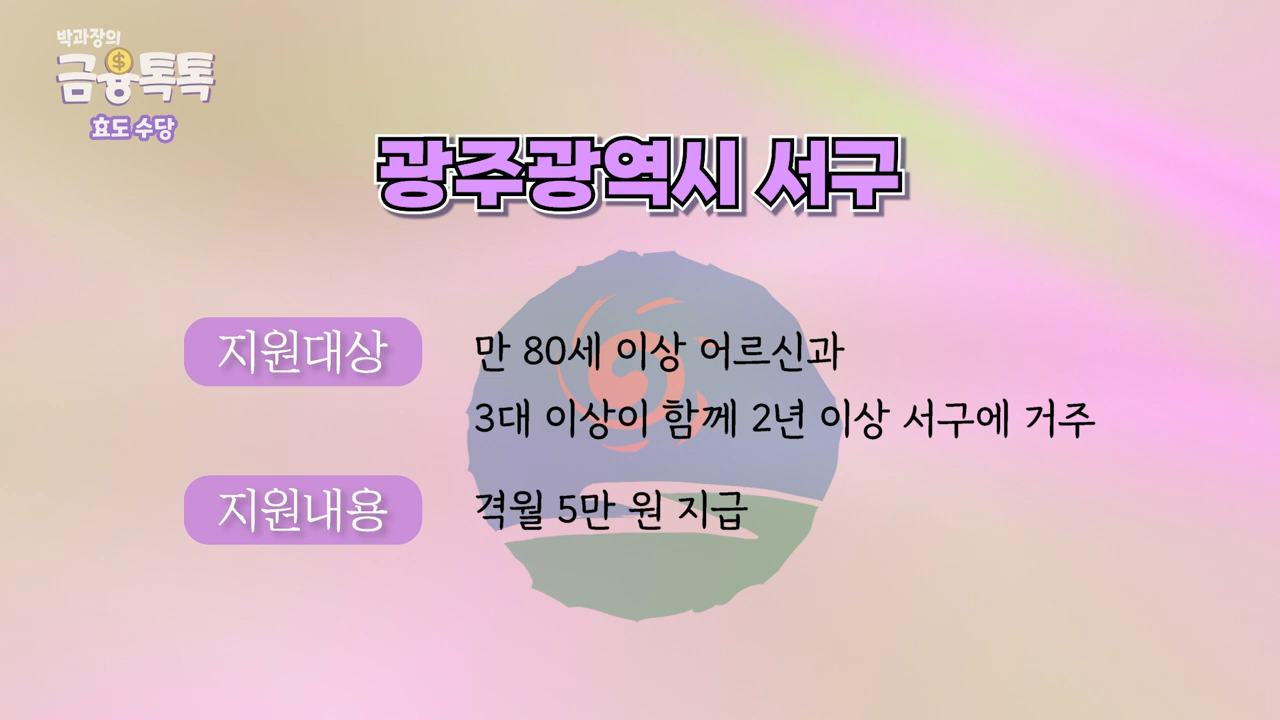 박과장의
금융톡톡
효도 수당
광주광역시 서구
지원대상
만 80세 이상 어르신과
3대 이상이 함께 2년 이상 서구에 거주
지원내용
격월 5만 원 지급